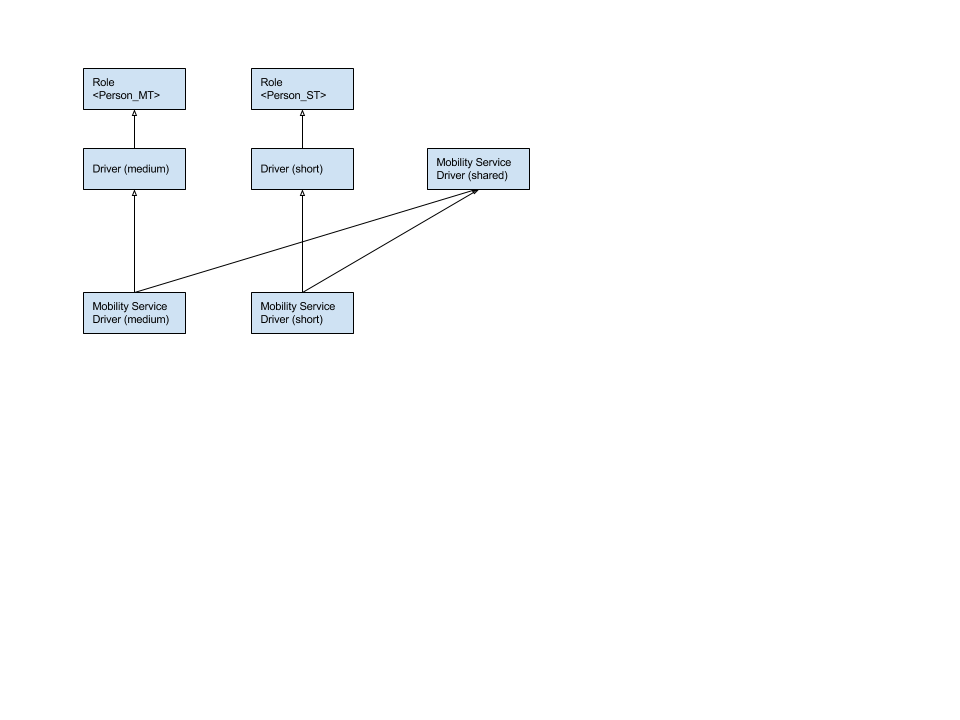 Role
<Person_MT>
Role
<Person_ST>
Driver (medium)
Driver (short)
Mobility Service
Driver (shared)
Mobility Service
Driver (medium)
Mobility Service
Driver (short)